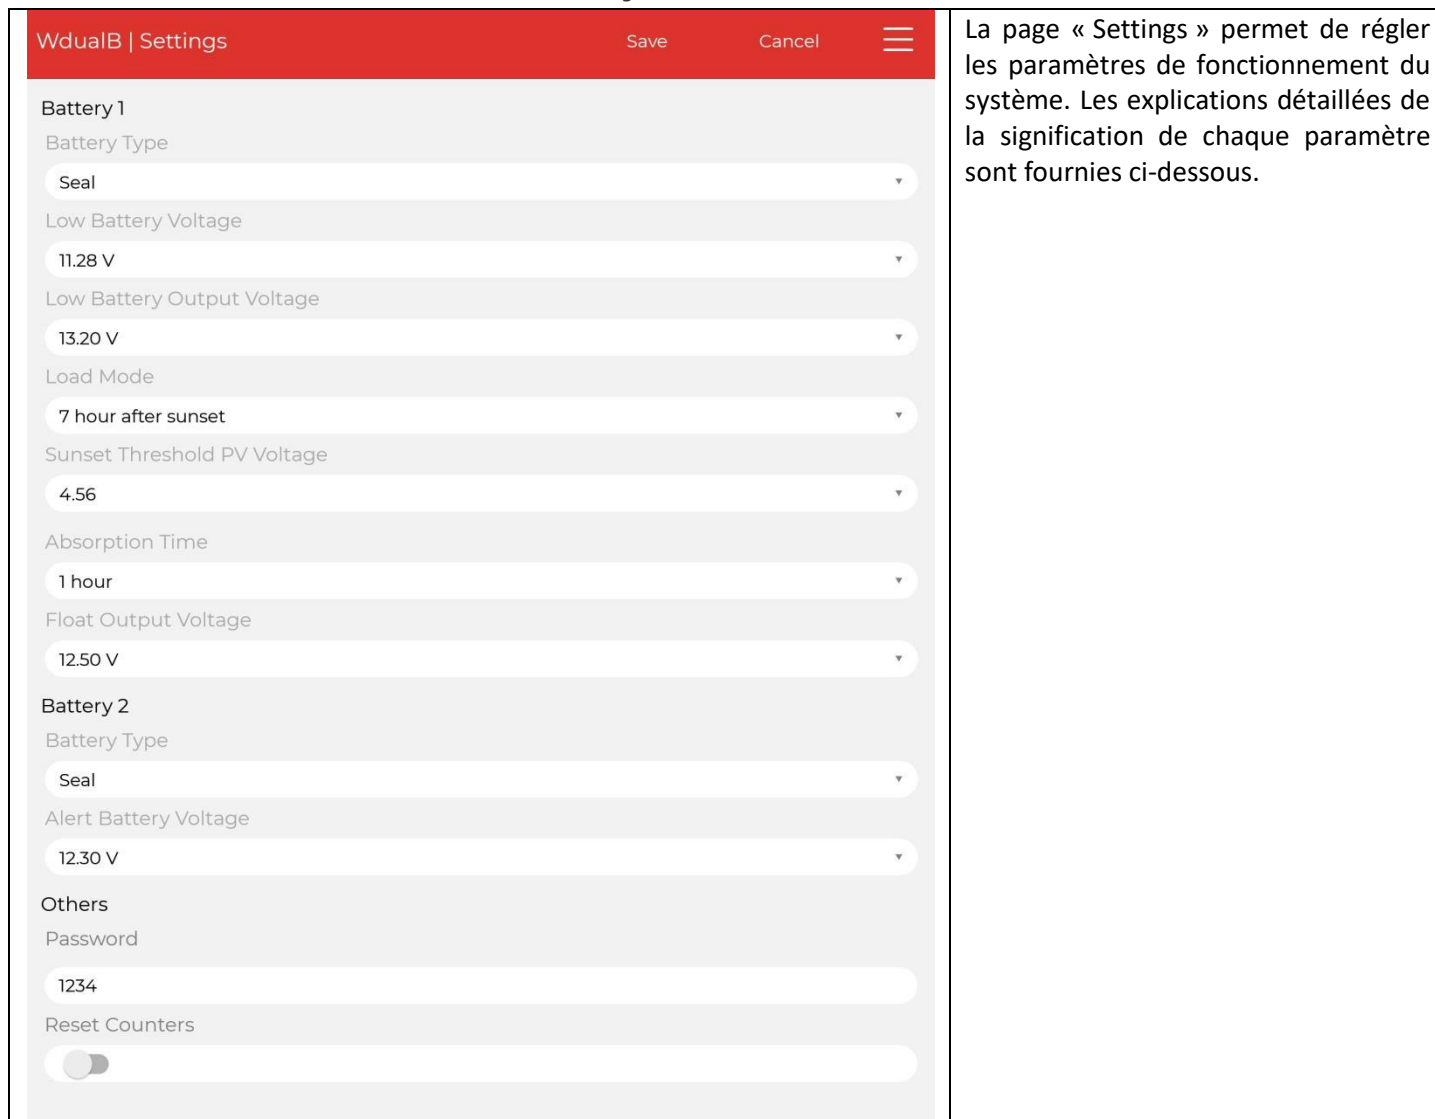 WdualB | Settings
Save
Cancel
Battery 1
Battery Type
Seal
Low Battery Voltage
11.28 V
Low Battery Output Voltage
13.20 V
Load Mode
7 hour after sunset
Sunset Threshold PV Voltage
4.56
Absorption Time
1 hour
Float Output Voltage
12.50 V
Battery 2
Battery Type
Seal
Alert Battery Voltage
12.30 V
Others
Password
1234
Reset Counters
La page « Settings » permet de régler
les paramètres de fonctionnement du
système. Les explications détaillées de
la signification de chaque paramètre
sont fournies ci-dessous.